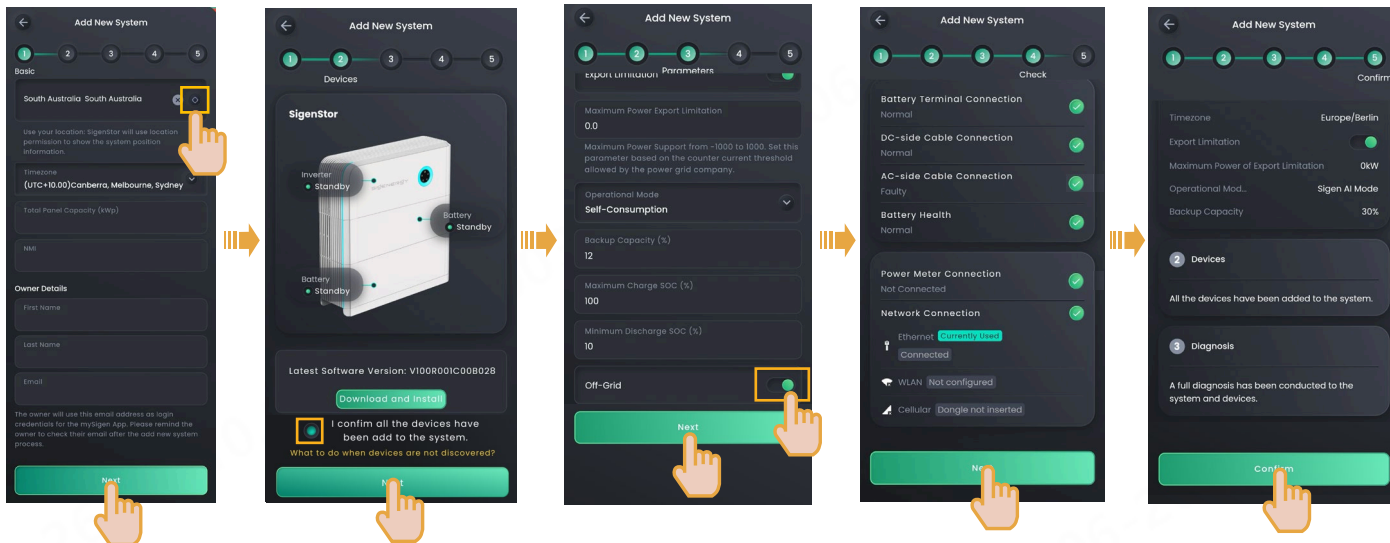 Add New System
1 2 3 4 5
Basic
South Australia South Australia
Use your location: SigenStor will use location
permission to show the system position
information.
Timezone
(UTC+10.00)Canberra, Melbourne, Sydney
Total Panel Capacity (kWp)
NMI
Owner Details
First Name
Last Name
Email
The owner will use this email address as login
credentials for the mySigen App. Please remind the
owner to check their email after the add new system
process.
Next
Add New System
1 2 3 4 5
Devices
SigenStor
Inverter
Standby
Battery
Standby
Battery
Standby
Latest Software Version: V100R001C00B028
Download and Install
I confim all the devices have
been add to the system.
What to do when devices are not discovered?
Next
Add New System
1 2 3 4 5
Parameters
Export Limitation
Maximum Power Export Limitation
0.0
Maximum Power Support from -1000 to 1000. Set this
parameter based on the counter current threshold
allowed by the power grid company.
Operational Mode
Self-Consumption
Backup Capacity (%)
12
Maximum Charge SOC (%)
100
Minimum Discharge SOC (%)
10
Off-Grid
Next
Add New System
1 2 3 4 5
Check
Battery Terminal Connection
Normal
DC-side Cable Connection
Normal
AC-side Cable Connection
Faulty
Battery Health
Normal
Power Meter Connection
Not Connected
Network Connection
Ethernet Currently Used
Connected
WLAN Not configured
Cellular Dongle not inserted
Next
Add New System
1 2 3 4 5
Confirm
Timezone Europe/Berlin
Export Limitation
Maximum Power of Export Limitation 0kW
Operational Mod... Sigen AI Mode
Backup Capacity 30%
2 Devices
All the devices have been added to the system.
3 Diagnosis
A full diagnosis has been conducted to the
system and devices.
Confirm